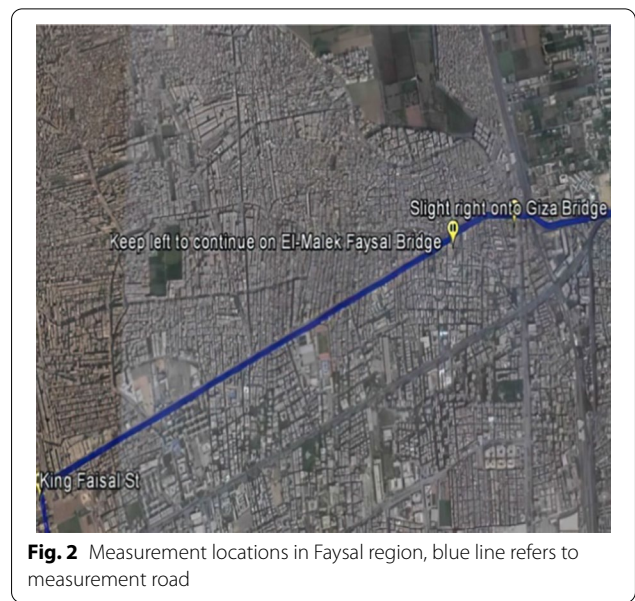 Slight right onto Giza Bridge
Keep left to continue on El-Malek Faysal Bridge
King Faisal St
Fig. 2 Measurement locations in Faysal region, blue line refers to
measurement road